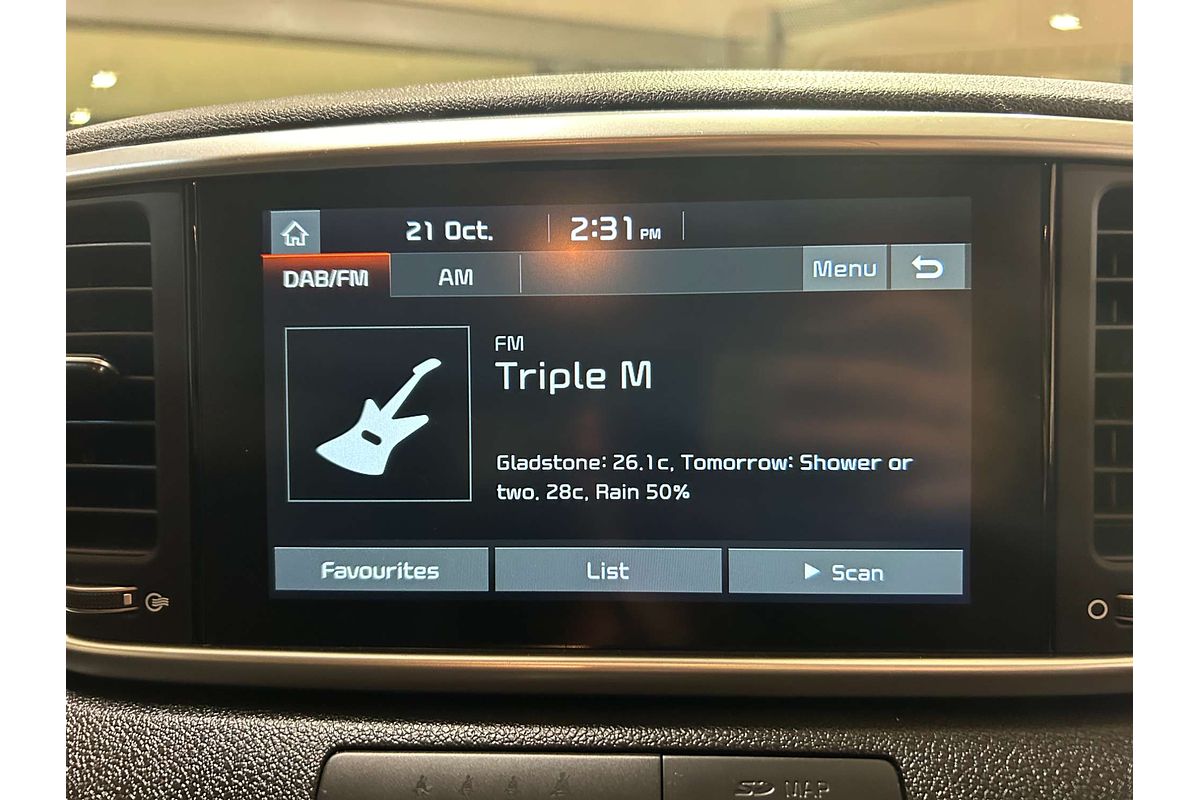 21 Oct. 2:31 PM
DAB/FM AM Menu
FM
Triple M
Gladstone: 26.1c, Tomorrow: Shower or
two. 28c, Rain 50%
Favourites List Scan
SD MAP